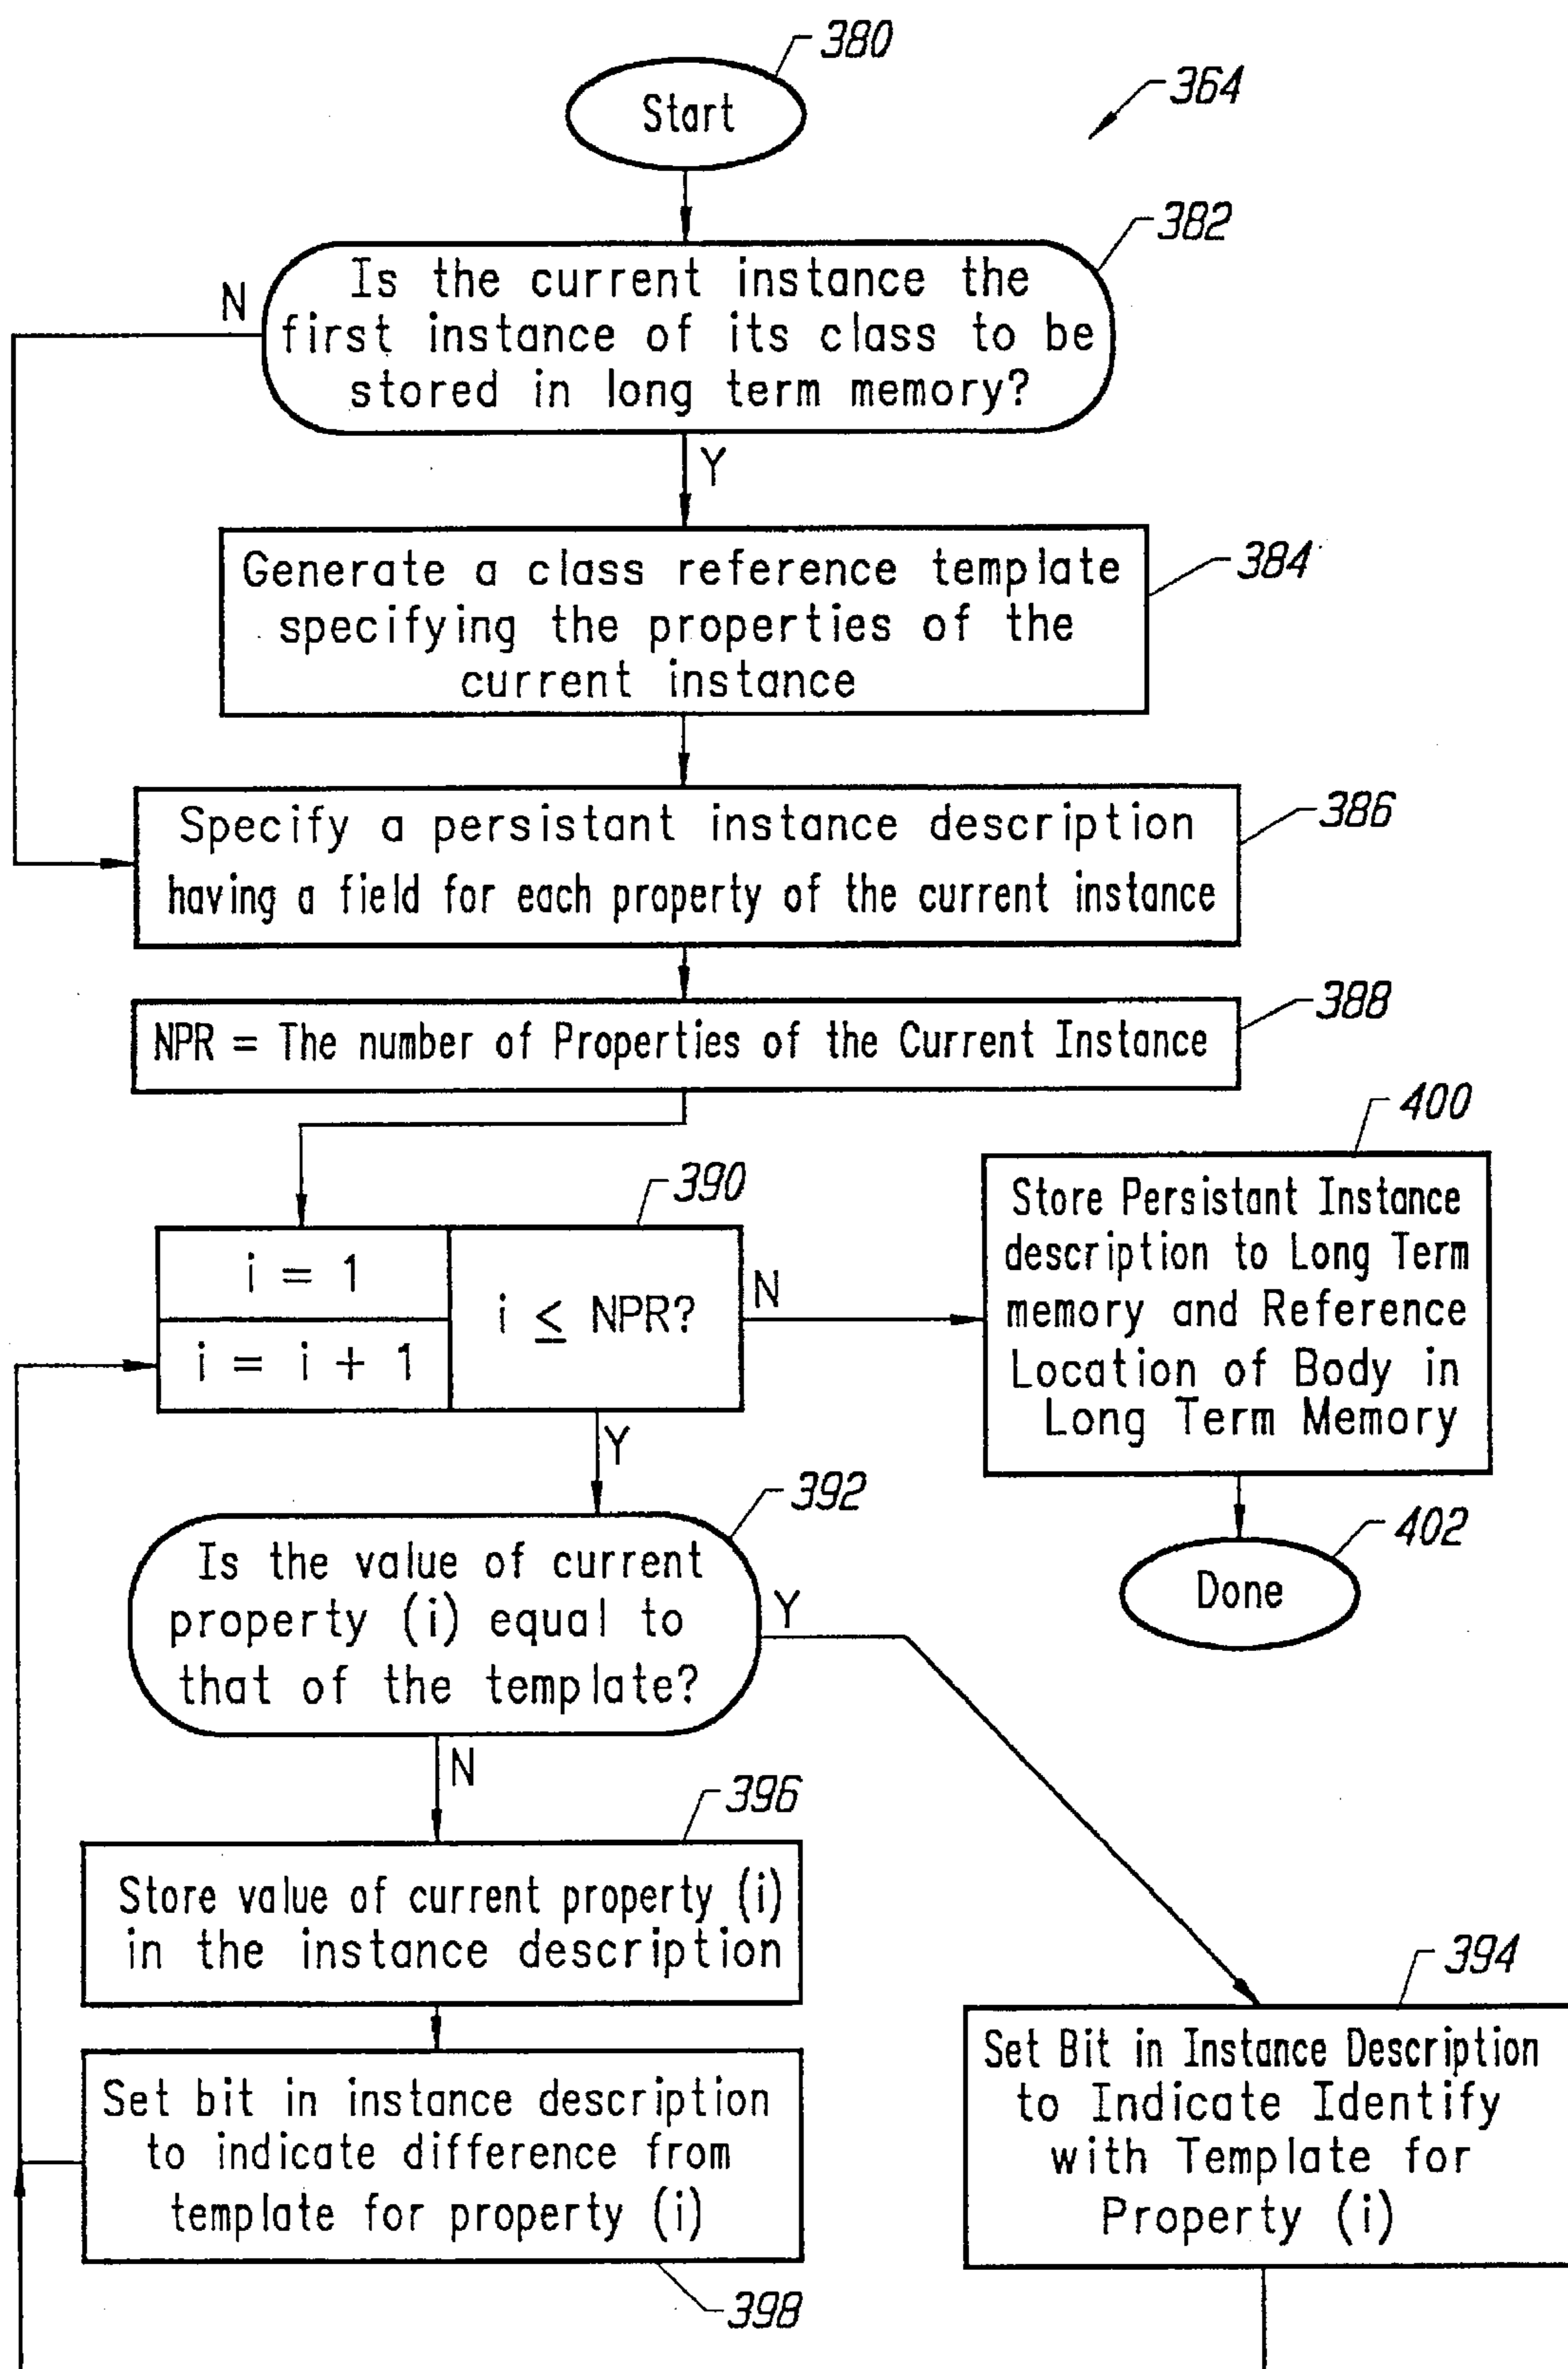 380
Start
364
382
Is the current instance the
first instance of its class to be
stored in long term memory?
N
Y
384
Generate a class reference template
specifying the properties of the
current instance
386
Specify a persistant instance description
having a field for each property of the current instance
388
NPR = The number of Properties of the Current Instance
390
i = 1
i = i + 1
i ≤ NPR?
N
Y
400
Store Persistant Instance
description to Long Term
memory and Reference
Location of Body in
Long Term Memory
402
Done
392
Is the value of current
property (i) equal to
that of the template?
Y
N
396
Store value of current property (i)
in the instance description
Set bit in instance description
to indicate difference from
template for property (i)
398
394
Set Bit in Instance Description
to Indicate Identify
with Template for
Property (i)